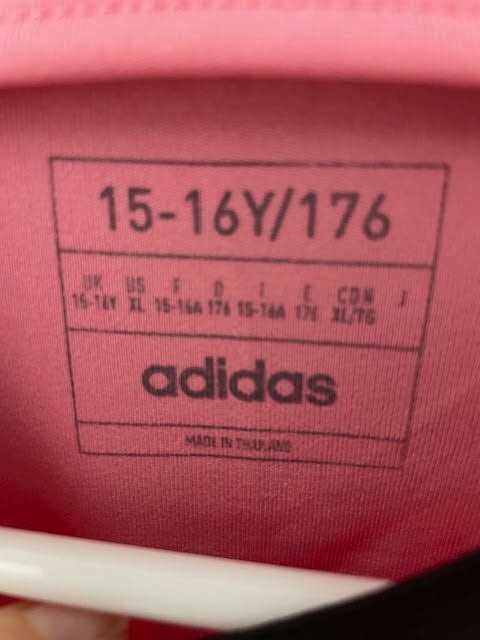 15-16Y/176
UK US F D I E CDN J
15-16Y XL 15-16A 176 15-16A 176 XL/TG
adidas
MADE IN THAILAND